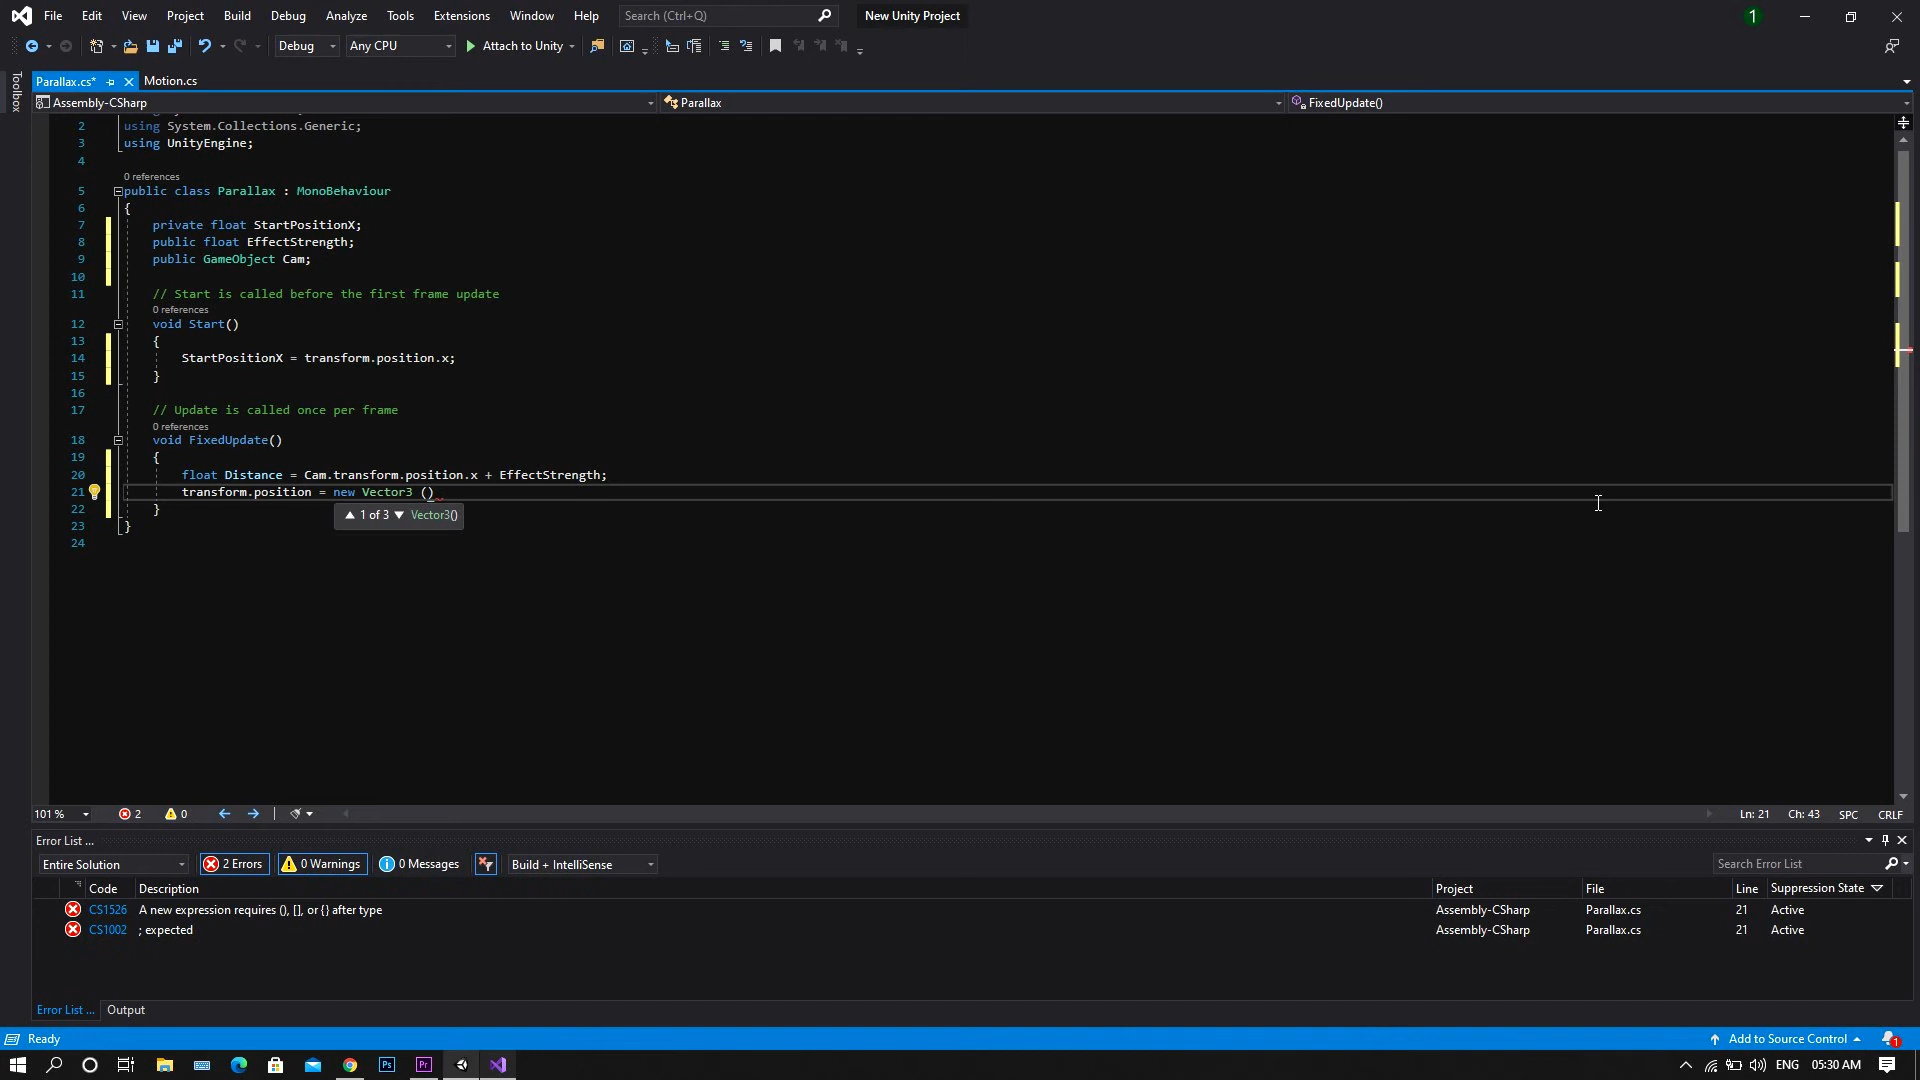 File Edit View Project Build Debug Analyze Tools Extensions Window Help Search (Ctrl+Q) New Unity Project 1
Debug Any CPU Attach to Unity
Toolbox
Parallax.cs* Motion.cs
Assembly-CSharp Parallax FixedUpdate()
2 using System.Collections.Generic;
3 using UnityEngine;
4
0 references
5 public class Parallax : MonoBehaviour
6 {
7 private float StartPositionX;
8 public float EffectStrength;
9 public GameObject Cam;
10
11 // Start is called before the first frame update
0 references
12 void Start()
13 {
14 StartPositionX = transform.position.x;
15 }
16
17 // Update is called once per frame
0 references
18 void FixedUpdate()
19 {
20 float Distance = Cam.transform.position.x + EffectStrength;
21 transform.position = new Vector3 ()
22 }
▲ 1 of 3 ▼ Vector3()
23 }
24
101 % 2 0 Ln: 21 Ch: 43 SPC CRLF
Error List ...
Entire Solution 2 Errors 0 Warnings 0 Messages Build + IntelliSense Search Error List
Code Description Project File Line Suppression State
CS1526 A new expression requires (), [], or {} after type Assembly-CSharp Parallax.cs 21 Active
CS1002 ; expected Assembly-CSharp Parallax.cs 21 Active
Error List ... Output
Ready Add to Source Control 1
Ps Pr ENG 05:30 AM